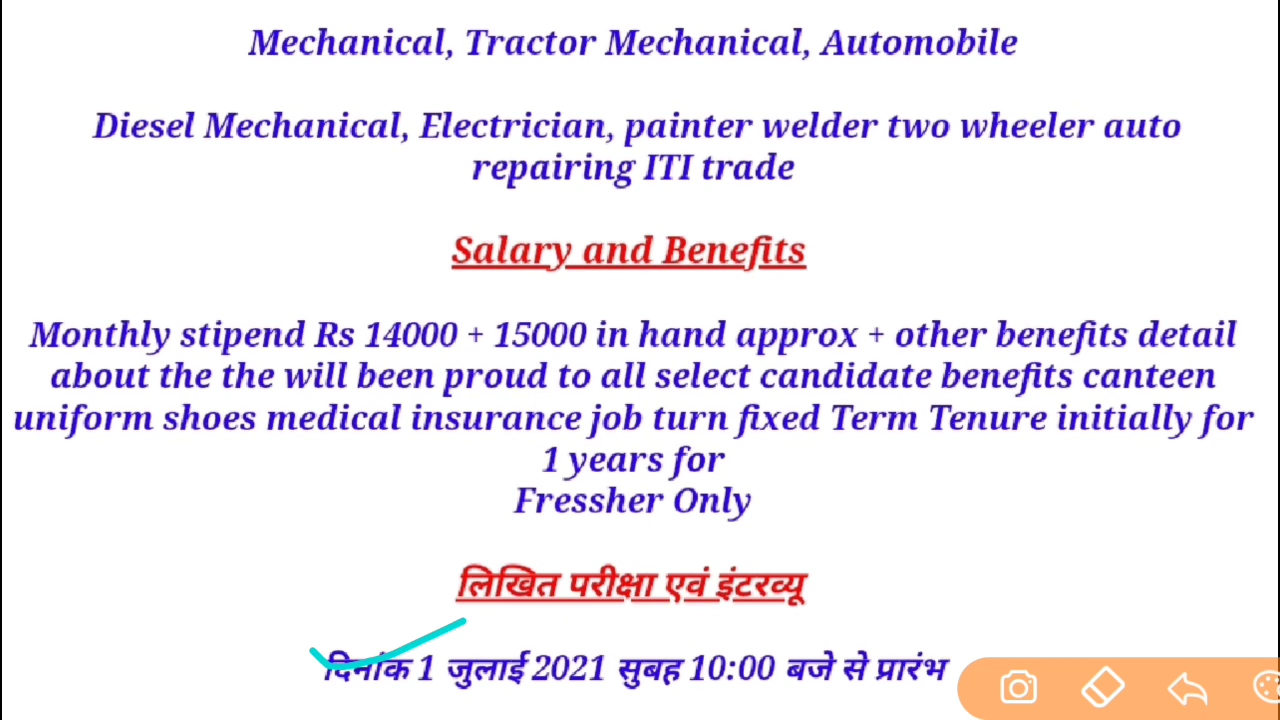 Mechanical, Tractor Mechanical, Automobile
Diesel Mechanical, Electrician, painter welder two wheeler auto
repairing ITI trade
Salary and Benefits
Monthly stipend Rs 14000 + 15000 in hand approx + other benefits detail
about the the will been proud to all select candidate benefits canteen
uniform shoes medical insurance job turn fixed Term Tenure initially for
1 years for
Fressher Only
लिखित परीक्षा एवं इंटरव्यू
दिनांक 1 जुलाई 2021 सुबह 10:00 बजे से प्रारंभ